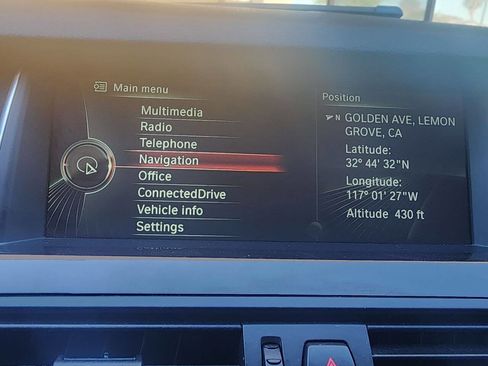 Main menu
Multimedia
Radio
Telephone
Navigation
Office
ConnectedDrive
Vehicle info
Settings
Position
N GOLDEN AVE, LEMON
GROVE, CA
Latitude:
32° 44' 32"N
Longitude:
117° 01' 27"W
Altitude 430 ft